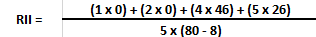 RII = (1 x 0) + (2 x 0) + (4 x 46) + (5 x 26)
5 x (80 - 8)